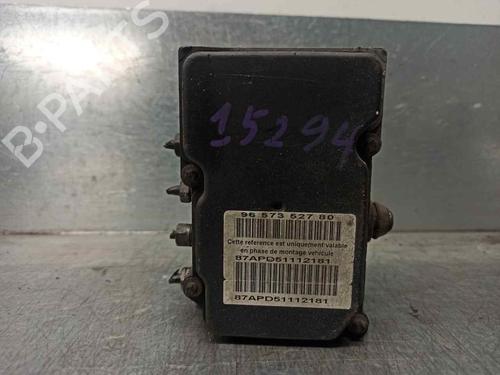 B-PARTS
15294
96 573 527 80
Cette reference est uniquement valable
en phase de montage vehicule
87APD51112181
87APD51112181